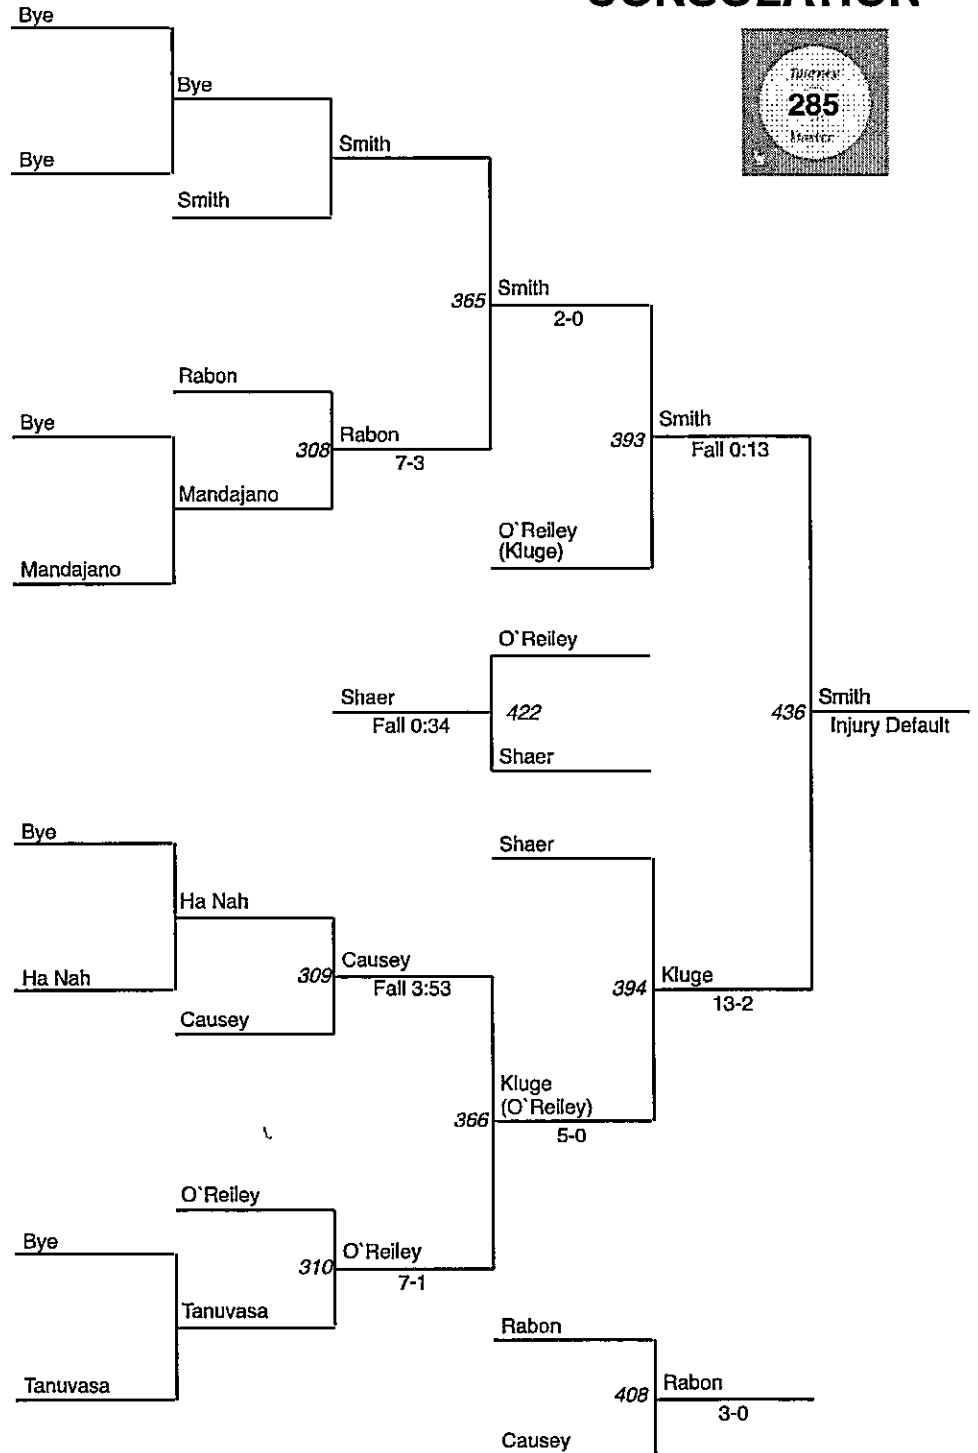 Bye
Tourney
285
Master
Bye
Smith
Bye
Smith
365
Smith
2-0
Rabon
Bye
308
Rabon
7-3
393
Smith
Fall 0:13
Mandajano
O`Reiley
(Kluge)
Mandajano
O`Reiley
Shaer
Fall 0:34
422
436
Smith
Injury Default
Shaer
Bye
Shaer
Ha Nah
Ha Nah
309
Causey
Fall 3:53
394
Kluge
13-2
Causey
Kluge
(O`Reiley)
366
5-0
O`Reiley
Bye
310
O`Reiley
7-1
Tanuvasa
Rabon
Tanuvasa
408
Rabon
3-0
Causey